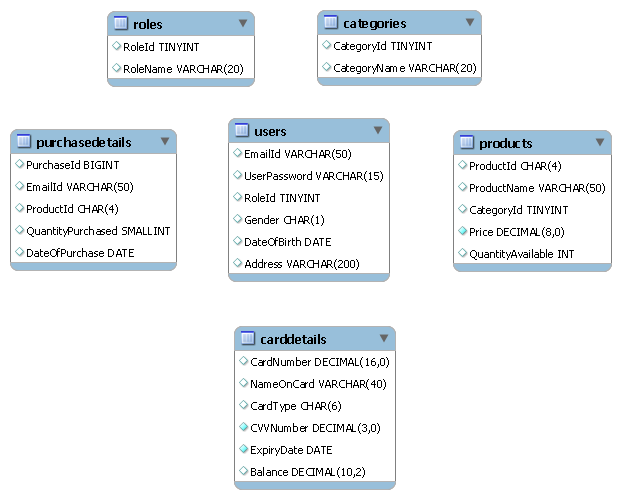 roles
RoleId TINYINT
RoleName VARCHAR(20)
categories
CategoryId TINYINT
CategoryName VARCHAR(20)
purchasedetails
PurchaseId BIGINT
EmailId VARCHAR(50)
ProductId CHAR(4)
QuantityPurchased SMALLINT
DateOfPurchase DATE
users
EmailId VARCHAR(50)
UserPassword VARCHAR(15)
RoleId TINYINT
Gender CHAR(1)
DateOfBirth DATE
Address VARCHAR(200)
products
ProductId CHAR(4)
ProductName VARCHAR(50)
CategoryId TINYINT
Price DECIMAL(8,0)
QuantityAvailable INT
carddetails
CardNumber DECIMAL(16,0)
NameOnCard VARCHAR(40)
CardType CHAR(6)
CVVNumber DECIMAL(3,0)
ExpiryDate DATE
Balance DECIMAL(10,2)